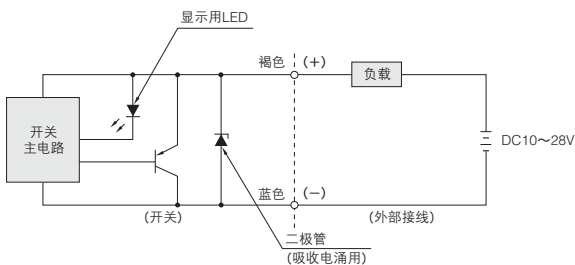 显示用LED
褐色 (+)
负载
开关
主电路
DC10～28V
蓝色 (−)
(开关)
(外部接线)
二极管
(吸收电涌用)